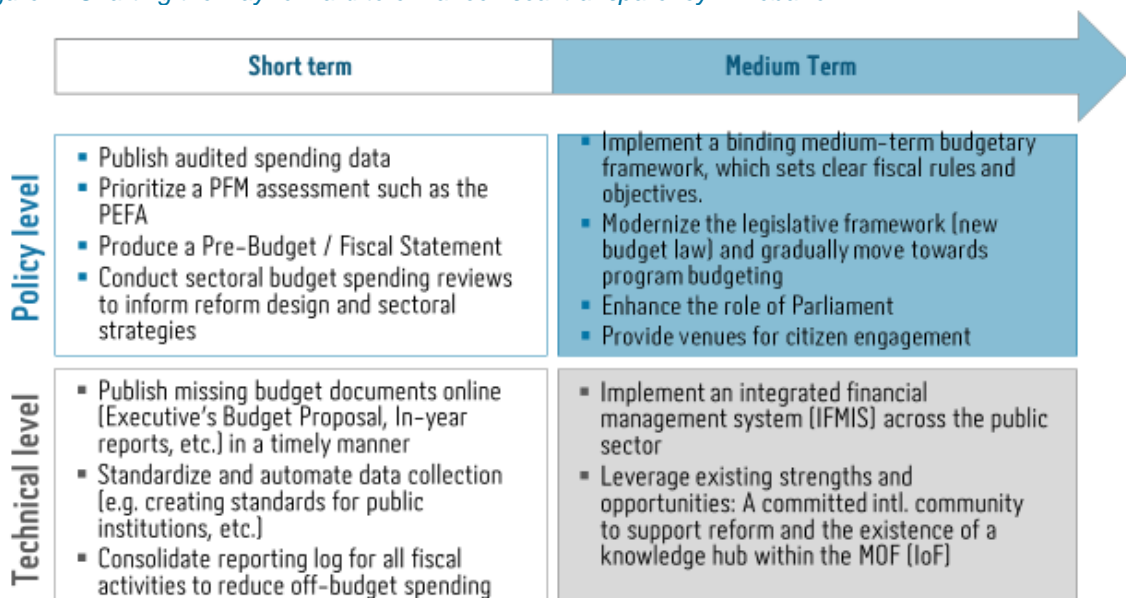 Short term
Medium Term
Policy level
▪ Publish audited spending data
▪ Prioritize a PFM assessment such as the
PEFA
▪ Produce a Pre-Budget / Fiscal Statement
▪ Conduct sectoral budget spending reviews
to inform reform design and sectoral
strategies
▪ Implement a binding medium-term budgetary
framework, which sets clear fiscal rules and
objectives.
▪ Modernize the legislative framework (new
budget law) and gradually move towards
program budgeting
▪ Enhance the role of Parliament
▪ Provide venues for citizen engagement
Technical level
▪ Publish missing budget documents online
(Executive's Budget Proposal, In-year
reports, etc.) in a timely manner
▪ Standardize and automate data collection
(e.g. creating standards for public
institutions, etc.)
▪ Consolidate reporting log for all fiscal
activities to reduce off-budget spending
▪ Implement an integrated financial
management system (IFMIS) across the public
sector
▪ Leverage existing strengths and
opportunities: A committed intl. community
to support reform and the existence of a
knowledge hub within the MOF (IoF)